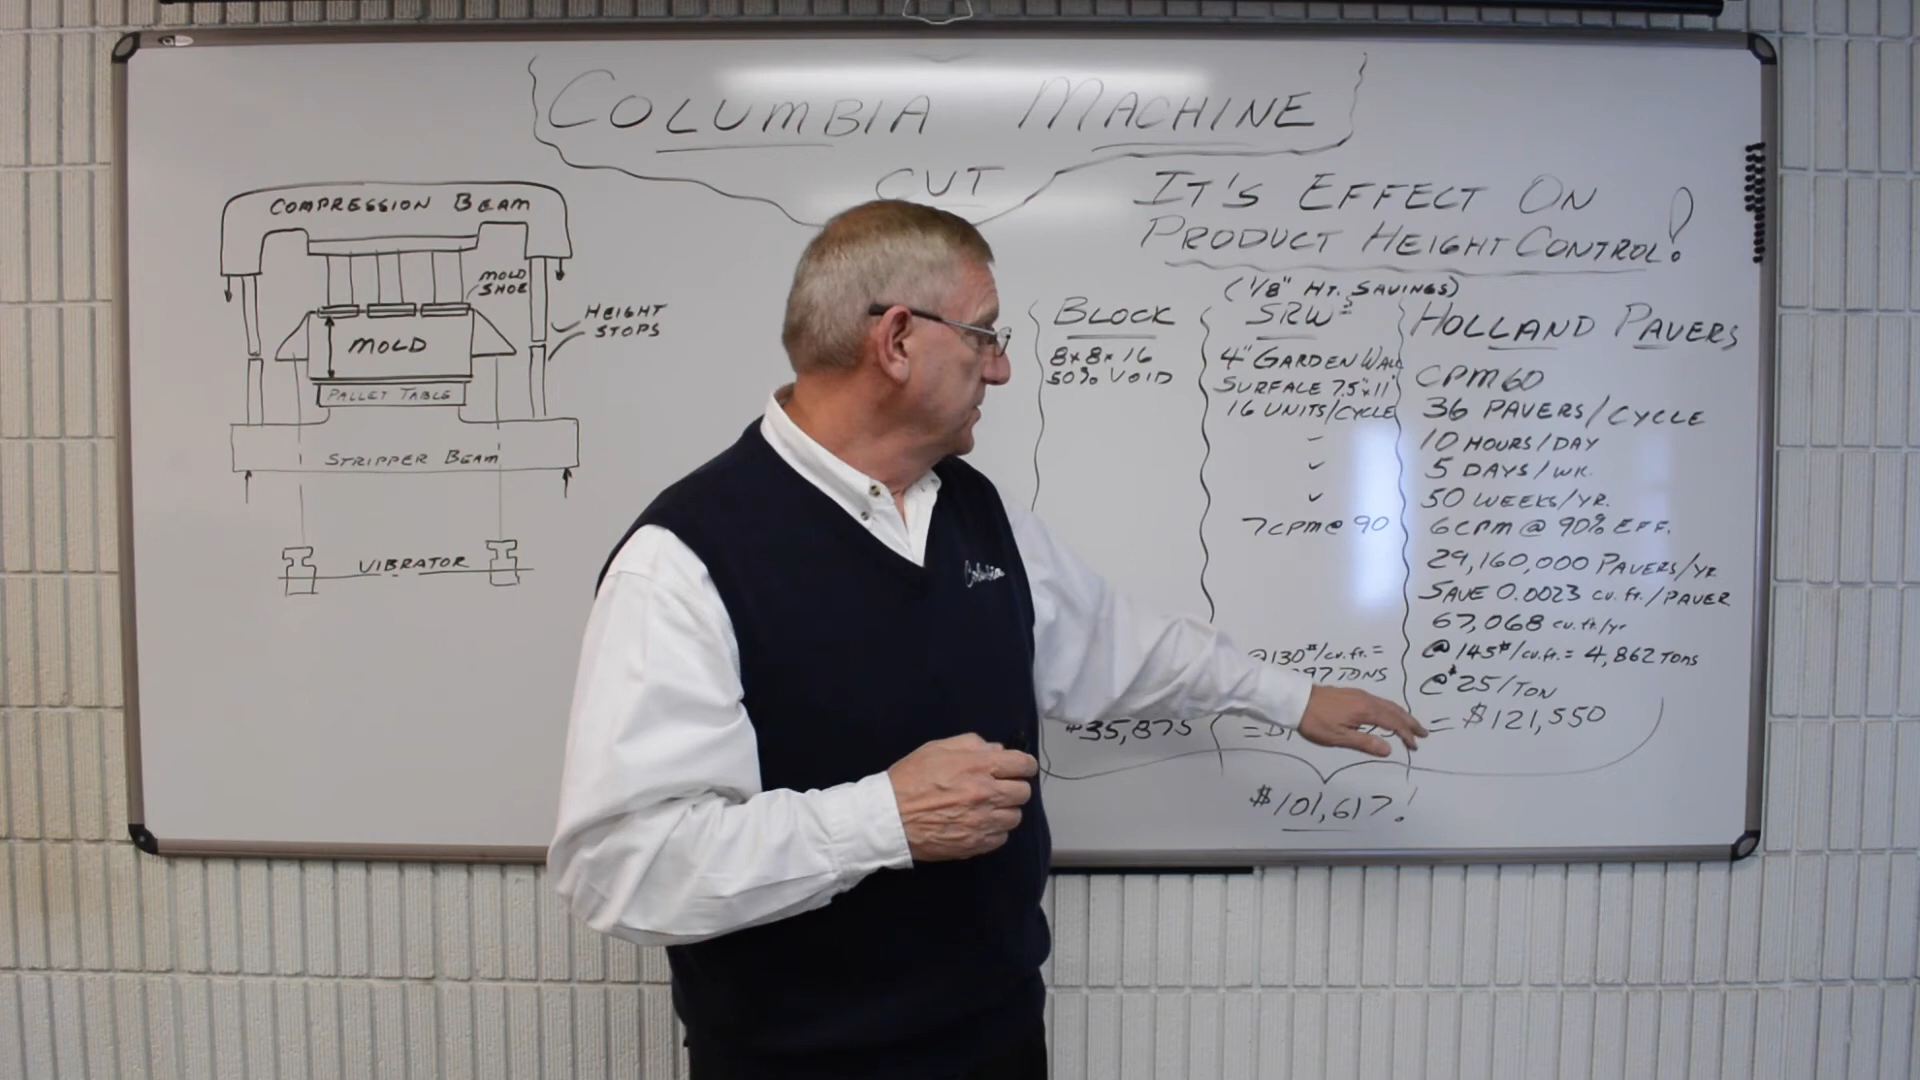 COLUMBIA MACHINE
CUT
IT'S EFFECT ON
PRODUCT HEIGHT CONTROL!
(1/8" HT. SAVINGS)
COMPRESSION BEAM
MOLD
SHOE
HEIGHT
STOPS
MOLD
PALLET TABLE
STRIPPER BEAM
VIBRATOR
BLOCK
8x8x16
50% VOID
$35,875
SRW
4" GARDEN WALL
SURFACE 7.5"x11"
16 UNITS/CYCLE
7CPM@ 90
@130#/cu.ft.=
97 TONS
HOLLAND PAVERS
CPM60
36 PAVERS/CYCLE
10 HOURS/DAY
5 DAYS/WK.
50 WEEKS/YR.
6CPM @ 90% EFF.
29,160,000 PAVERS/YR
SAVE 0.0023 cu.ft./PAVER
67,068 cu.ft/yr
@ 145#/cu.ft.= 4,862 TONS
@ $25/TON
= $121,550
$101,617!
Columbia